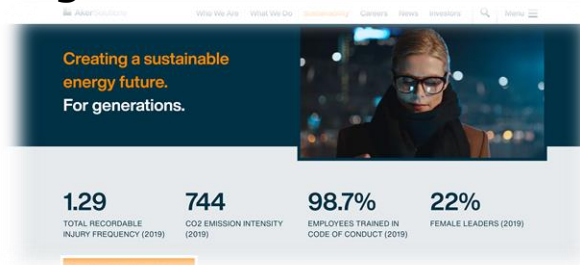 AkerSolutions Who We Are What We Do Sustainability Careers News Investors Menu
Creating a sustainable
energy future.
For generations.
1.29 744 98.7% 22%
TOTAL RECORDABLE CO2 EMISSION INTENSITY EMPLOYEES TRAINED IN FEMALE LEADERS (2019)
INJURY FREQUENCY (2019) (2019) CODE OF CONDUCT (2019)